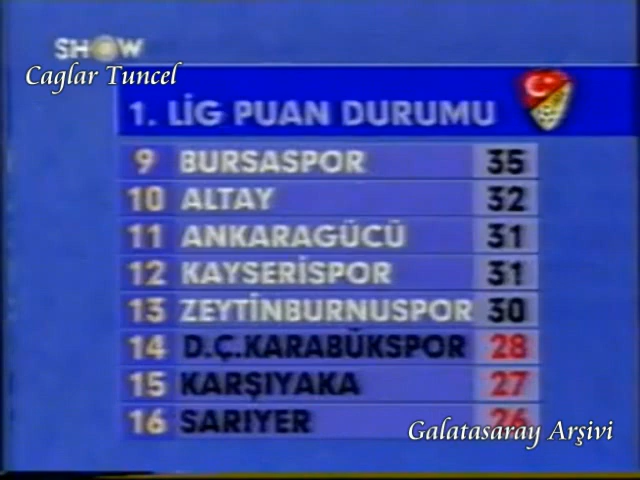 SHOW
Caglar Tuncel
1. LİG PUAN DURUMU
9 BURSASPOR 35
10 ALTAY 32
11 ANKARAGÜCÜ 31
12 KAYSERİSPOR 31
13 ZEYTİNBURNUSPOR 30
14 D.Ç.KARABÜKSPOR 28
15 KARŞIYAKA 27
16 SARIYER 26
Galatasaray Arşivi